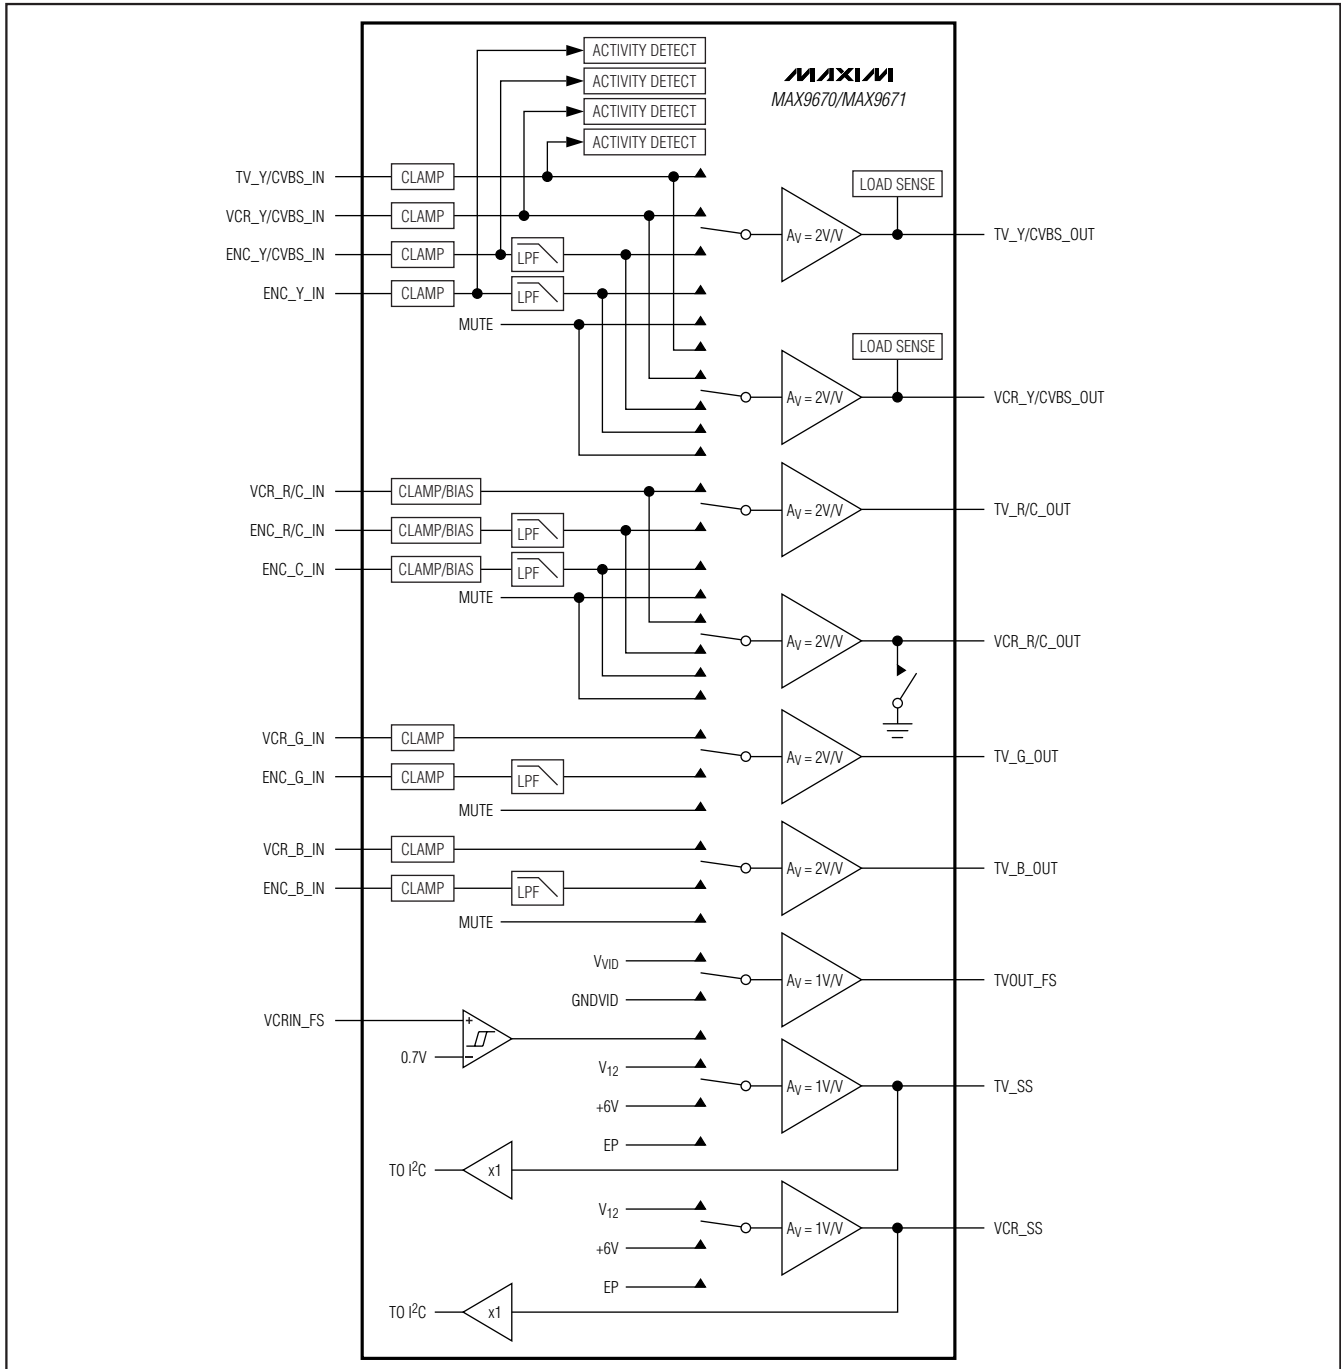 ACTIVITY DETECT
MAXIM
ACTIVITY DETECT
MAX9670/MAX9671
ACTIVITY DETECT
ACTIVITY DETECT
TV_Y/CVBS_IN
CLAMP
LOAD SENSE
VCR_Y/CVBS_IN
CLAMP
AV = 2V/V
TV_Y/CVBS_OUT
ENC_Y/CVBS_IN
CLAMP
LPF
ENC_Y_IN
CLAMP
LPF
MUTE
LOAD SENSE
AV = 2V/V
VCR_Y/CVBS_OUT
VCR_R/C_IN
CLAMP/BIAS
AV = 2V/V
TV_R/C_OUT
ENC_R/C_IN
CLAMP/BIAS
LPF
ENC_C_IN
CLAMP/BIAS
LPF
MUTE
AV = 2V/V
VCR_R/C_OUT
VCR_G_IN
CLAMP
AV = 2V/V
TV_G_OUT
ENC_G_IN
CLAMP
LPF
MUTE
VCR_B_IN
CLAMP
AV = 2V/V
TV_B_OUT
ENC_B_IN
CLAMP
LPF
MUTE
VVID
AV = 1V/V
TVOUT_FS
GNDVID
VCRIN_FS
+
0.7V
−
V12
AV = 1V/V
TV_SS
+6V
EP
TO I²C
x1
V12
AV = 1V/V
VCR_SS
+6V
EP
TO I²C
x1